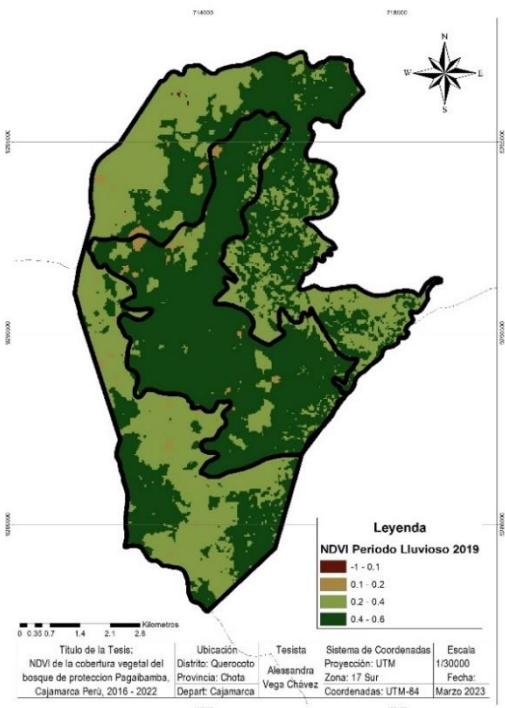 714000 718000
N
W E
S
Leyenda
NDVI Periodo Lluvioso 2019
-1 - 0.1
0.1 - 0.2
0.2 - 0.4
0.4 - 0.6
0 0.35 0.7 1.4 2.1 2.8 Kilometros
Titulo de la Tesis:
NDVI de la cobertura vegetal del
bosque de proteccion Pagaibamba,
Cajamarca Perú, 2016 - 2022
Ubicación
Distrito: Querocoto
Provincia: Chota
Depart: Cajamarca
Tesista
Alessandra
Vega Chávez
Sistema de Coordenadas
Proyección: UTM
Zona: 17 Sur
Coordenadas: UTM-84
Escala
1/30000
Fecha:
Marzo 2023